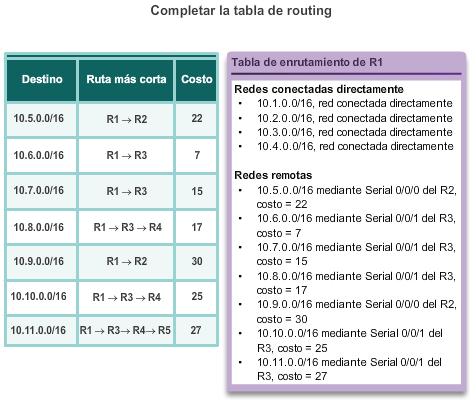 Completar la tabla de routing
Destino Ruta más corta Costo
10.5.0.0/16 R1 → R2 22
10.6.0.0/16 R1 → R3 7
10.7.0.0/16 R1 → R3 15
10.8.0.0/16 R1 → R3 → R4 17
10.9.0.0/16 R1 → R2 30
10.10.0.0/16 R1 → R3 → R4 25
10.11.0.0/16 R1 → R3→ R4→ R5 27
Tabla de enrutamiento de R1
Redes conectadas directamente
• 10.1.0.0/16, red conectada directamente
• 10.2.0.0/16, red conectada directamente
• 10.3.0.0/16, red conectada directamente
• 10.4.0.0/16, red conectada directamente
Redes remotas
• 10.5.0.0/16 mediante Serial 0/0/0 del R2,
costo = 22
• 10.6.0.0/16 mediante Serial 0/0/1 del R3,
costo = 7
• 10.7.0.0/16 mediante Serial 0/0/1 del R3,
costo = 15
• 10.8.0.0/16 mediante Serial 0/0/1 del R3,
costo = 17
• 10.9.0.0/16 mediante Serial 0/0/0 del R2,
costo = 30
• 10.10.0.0/16 mediante Serial 0/0/1 del
R3, costo = 25
• 10.11.0.0/16 mediante Serial 0/0/1 del
R3, costo = 27